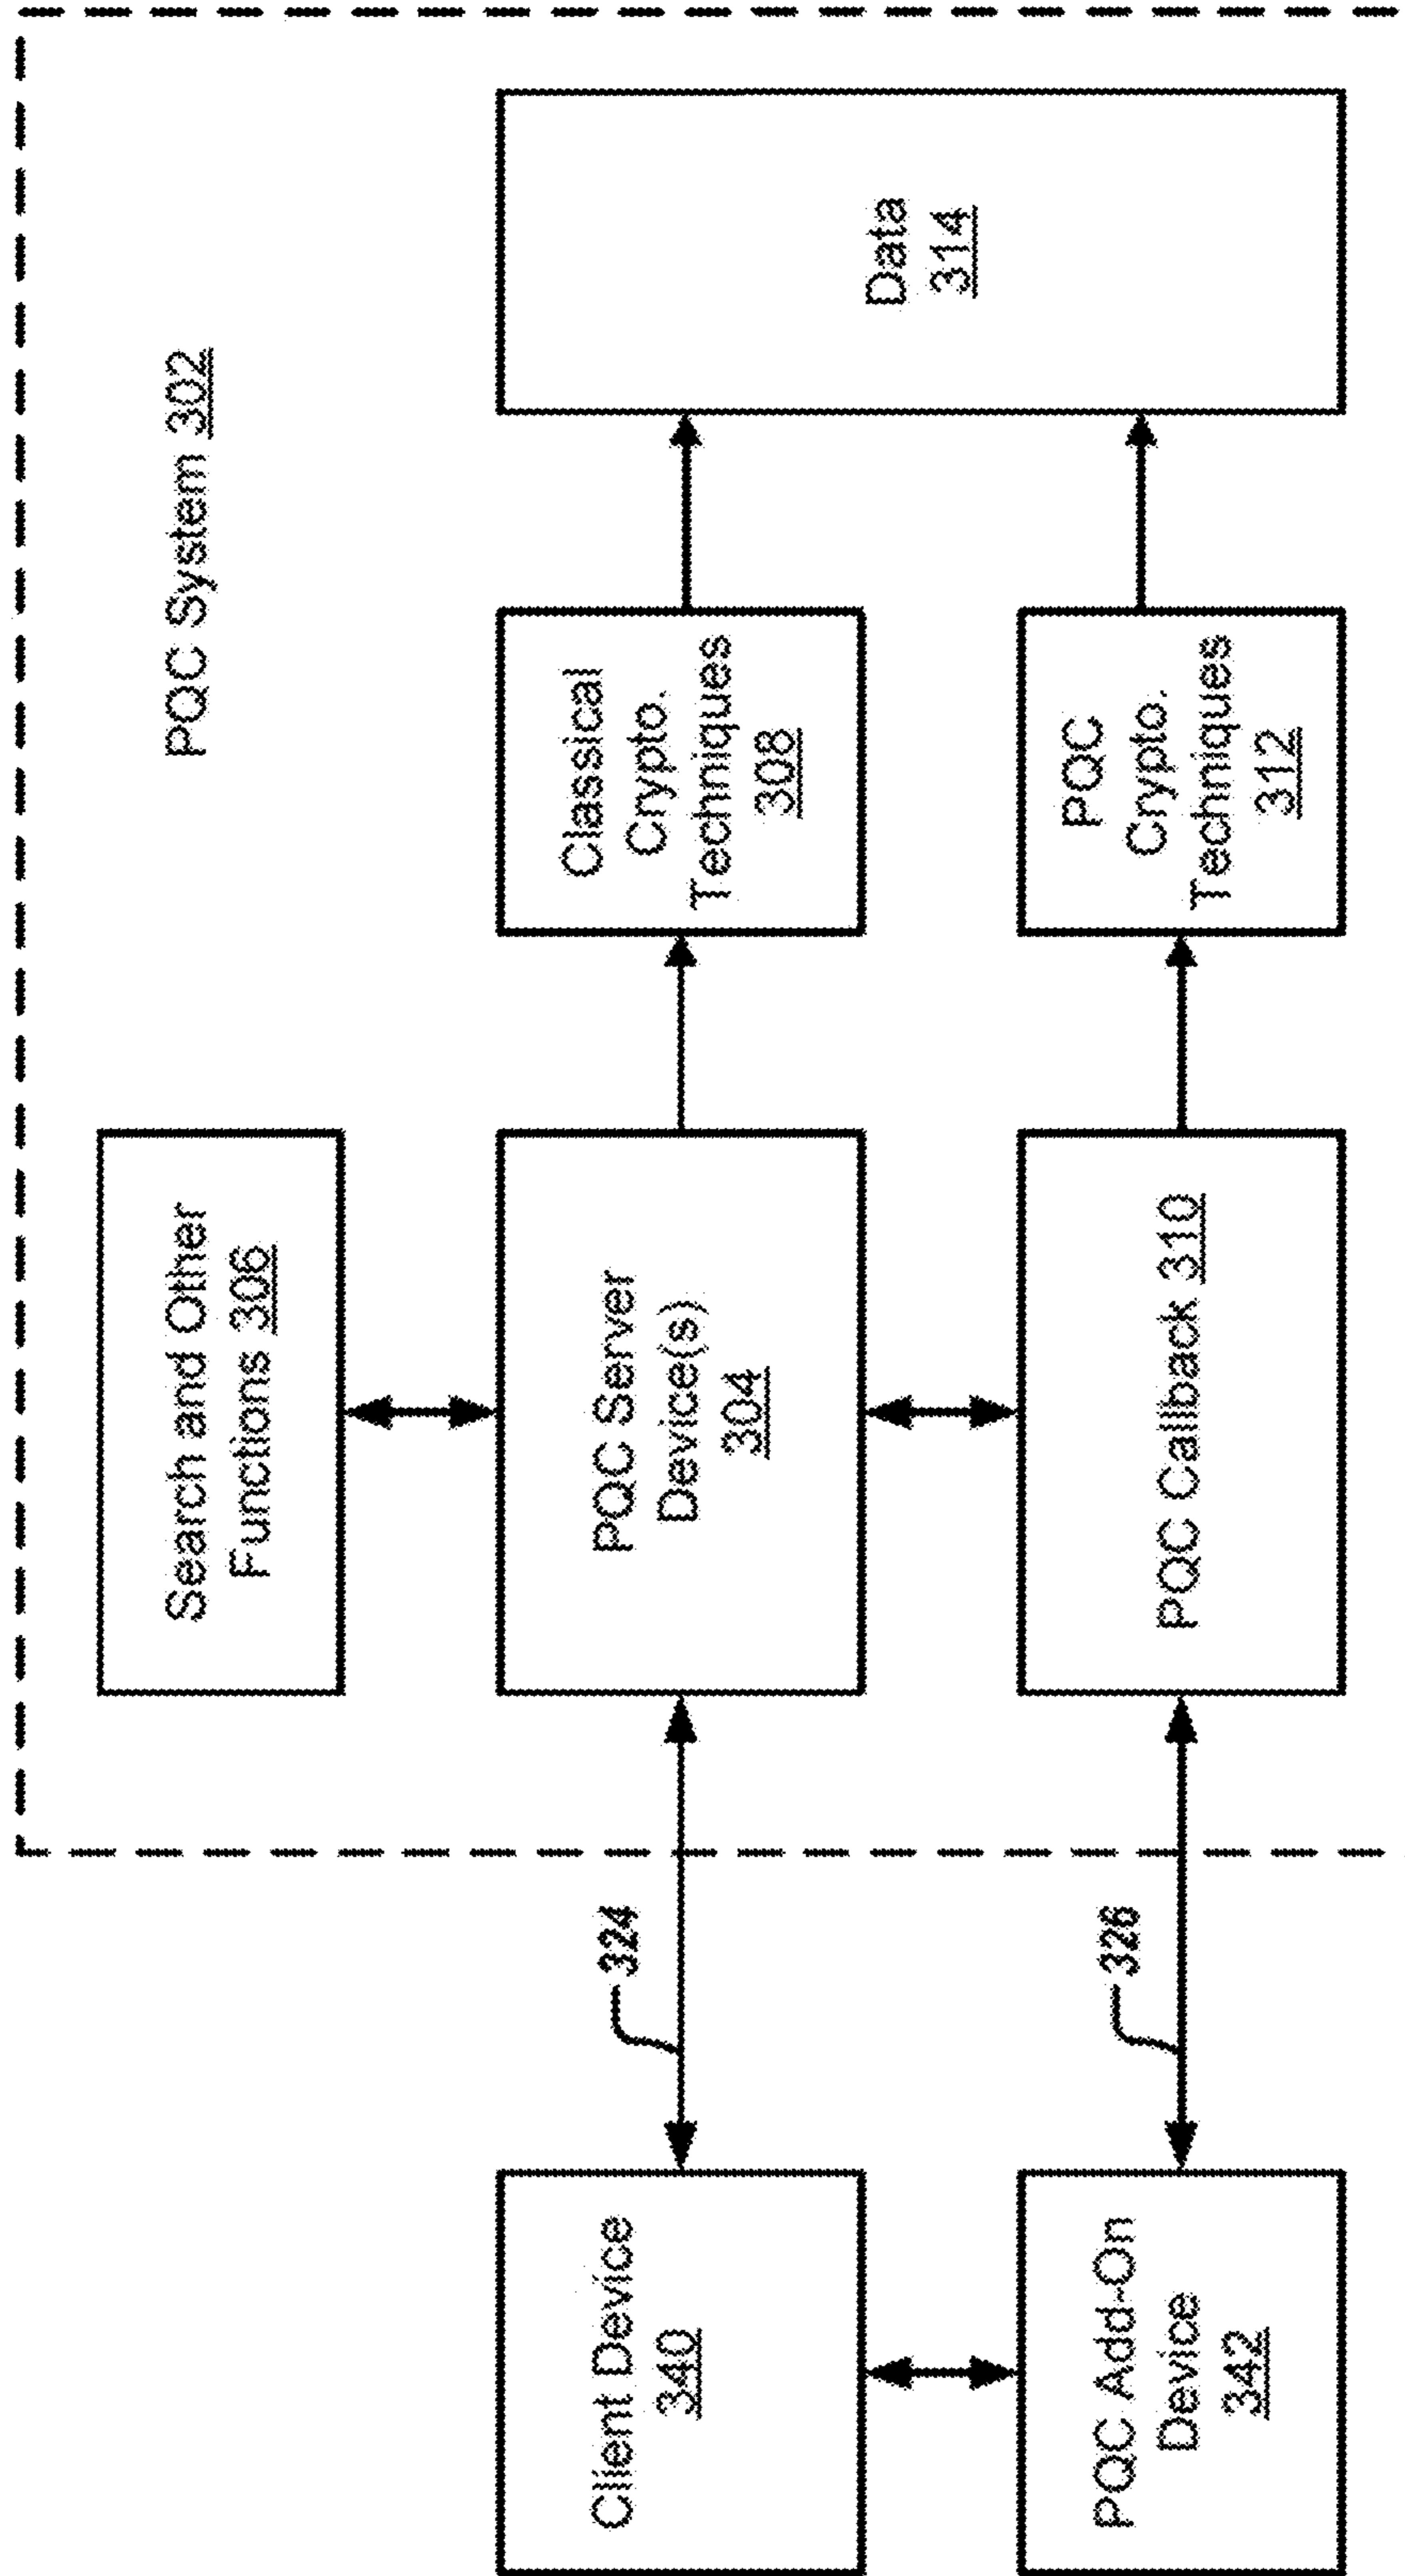 PQC System 302
Search and Other
Functions 306
Client Device
340
324
PQC Server
Device(s)
304
Classical
Crypto.
Techniques
308
Data
314
PQC Add-On
Device
342
326
PQC Callback 310
PQC
Crypto.
Techniques
312